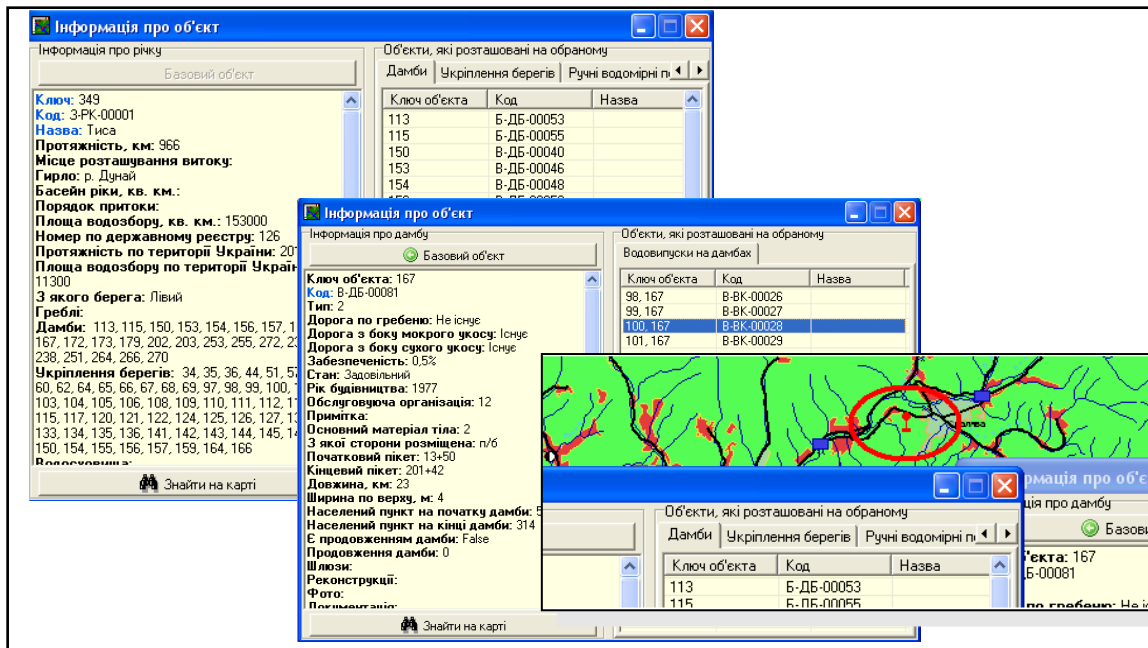 Інформація про об'єкт
Інформація про річку
Базовий об'єкт
Ключ: 349
Код: З-РК-00001
Назва: Тиса
Протяжність, км: 966
Місце розташування витоку:
Гирло: р. Дунай
Басейн ріки, кв. км.:
Порядок притоки:
Площа водозбору, кв. км.: 153000
Номер по державному реєстру: 126
Протяжність по території України: 201
Площа водозбору по території
11300
З якого берега: Лівий
Греблі:
Дамби: 113, 115, 150, 153, 154, 156, 157,
167, 172, 173, 179, 202, 203, 253, 255, 272,
238, 251, 264, 266, 270
Укріплення берегів: 34, 35, 36, 44, 51,
60, 62, 64, 65, 66, 67, 68, 69, 97, 98, 99, 100,
103, 104, 105, 106, 108, 109, 110, 111, 112,
115, 117, 120, 121, 122, 124, 125, 126, 127,
133, 134, 135, 136, 141, 142, 143, 144, 145,
150, 154, 155, 156, 157, 159, 164, 166
Водосховища:
Знайти на карті
Об'єкти, які розташовані на обраному
Дамби Укріплення берегів Ручні водомірні
Ключ об'єкта Код Назва
113 Б-ДБ-00053
115 Б-ДБ-00055
150 В-ДБ-00040
153 В-ДБ-00046
154 В-ДБ-00048
Інформація про об'єкт
Інформація про дамбу
Базовий об'єкт
Ключ об'єкта: 167
Код: В-ДБ-00081
Тип: 2
Дорога по гребеню: Не існує
Дорога з боку мокрого укосу: Існує
Дорога з боку сухого укосу: Існує
Забезпеченість: 0,5%
Стан: Задовільний
Рік будівництва: 1977
Обслуговуюча організація: 12
Примітка:
Основний матеріал тіла: 2
З якої сторони розміщена: п/б
Початковий пікет: 13+50
Кінцевий пікет: 201+42
Довжина, км: 23
Ширина по верху, м: 4
Населений пункт на початку дамби:
Населений пункт на кінці дамби: 314
Є продовженням дамби: False
Продовження дамби: 0
Шлюзи:
Реконструкції:
Фото:
Документація:
Знайти на карті
Об'єкти, які розташовані на обраному
Водовипуски на дамбах
Ключ об'єкта Код Назва
98, 167 В-ВК-00026
99, 167 В-ВК-00027
100, 167 В-ВК-00028
101, 167 В-ВК-00029
Об'єкти, які розташовані на обраному
Дамби Укріплення берегів Ручні водомірні
Ключ об'єкта Код Назва
113 Б-ДБ-00053
115 Б-ДБ-00055
рмація про об'є
ція про дамбу
Базови
'єкта: 167
ДБ-00081
по гребеню: Не іс